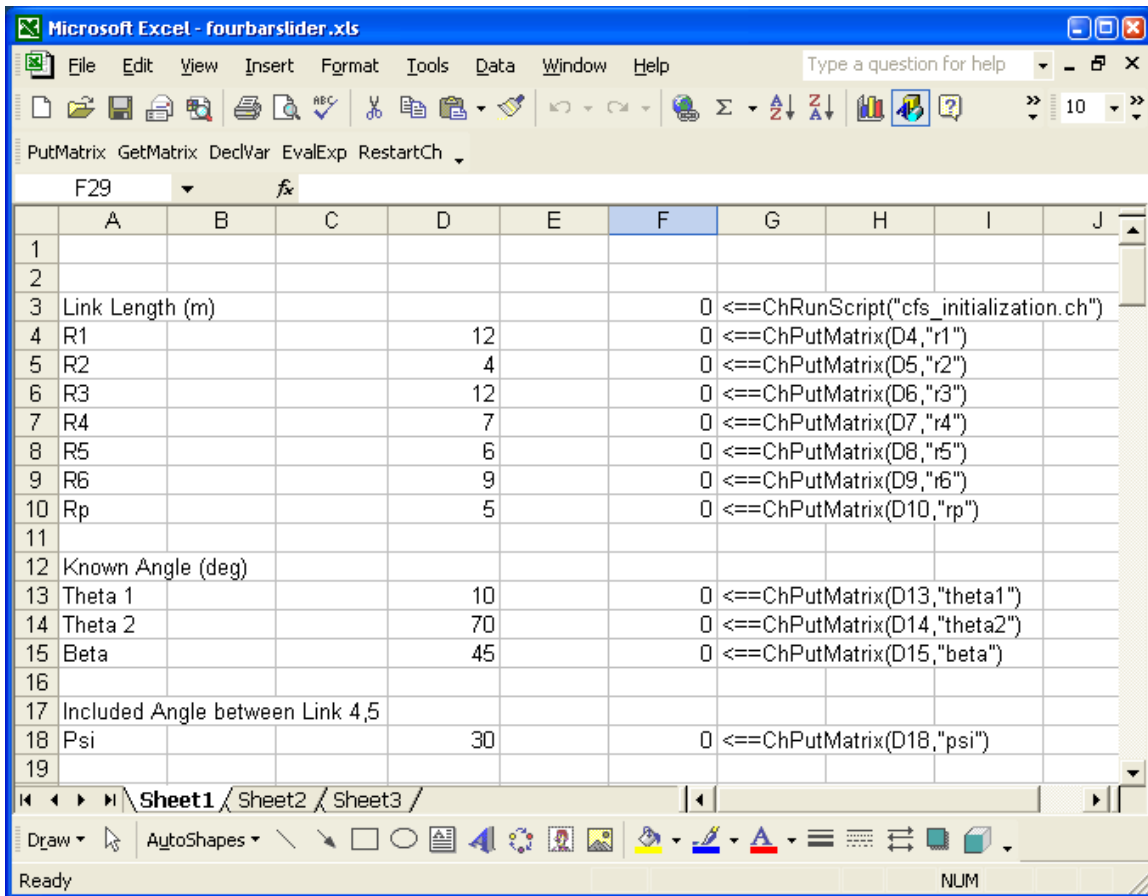 Microsoft Excel - fourbarslider.xls
File Edit View Insert Format Tools Data Window Help Type a question for help
ABC Σ A Z Z A ? » 10 »
PutMatrix GetMatrix DeclVar EvalExp RestartCh
F29 fx
A B C D E F G H I J
1
2
3 Link Length (m) 0 <==ChRunScript("cfs_initialization.ch")
4 R1 12 0 <==ChPutMatrix(D4,"r1")
5 R2 4 0 <==ChPutMatrix(D5,"r2")
6 R3 12 0 <==ChPutMatrix(D6,"r3")
7 R4 7 0 <==ChPutMatrix(D7,"r4")
8 R5 6 0 <==ChPutMatrix(D8,"r5")
9 R6 9 0 <==ChPutMatrix(D9,"r6")
10 Rp 5 0 <==ChPutMatrix(D10,"rp")
11
12 Known Angle (deg)
13 Theta 1 10 0 <==ChPutMatrix(D13,"theta1")
14 Theta 2 70 0 <==ChPutMatrix(D14,"theta2")
15 Beta 45 0 <==ChPutMatrix(D15,"beta")
16
17 Included Angle between Link 4,5
18 Psi 30 0 <==ChPutMatrix(D18,"psi")
19
Sheet1 / Sheet2 / Sheet3 /
Draw AutoShapes A A
Ready NUM